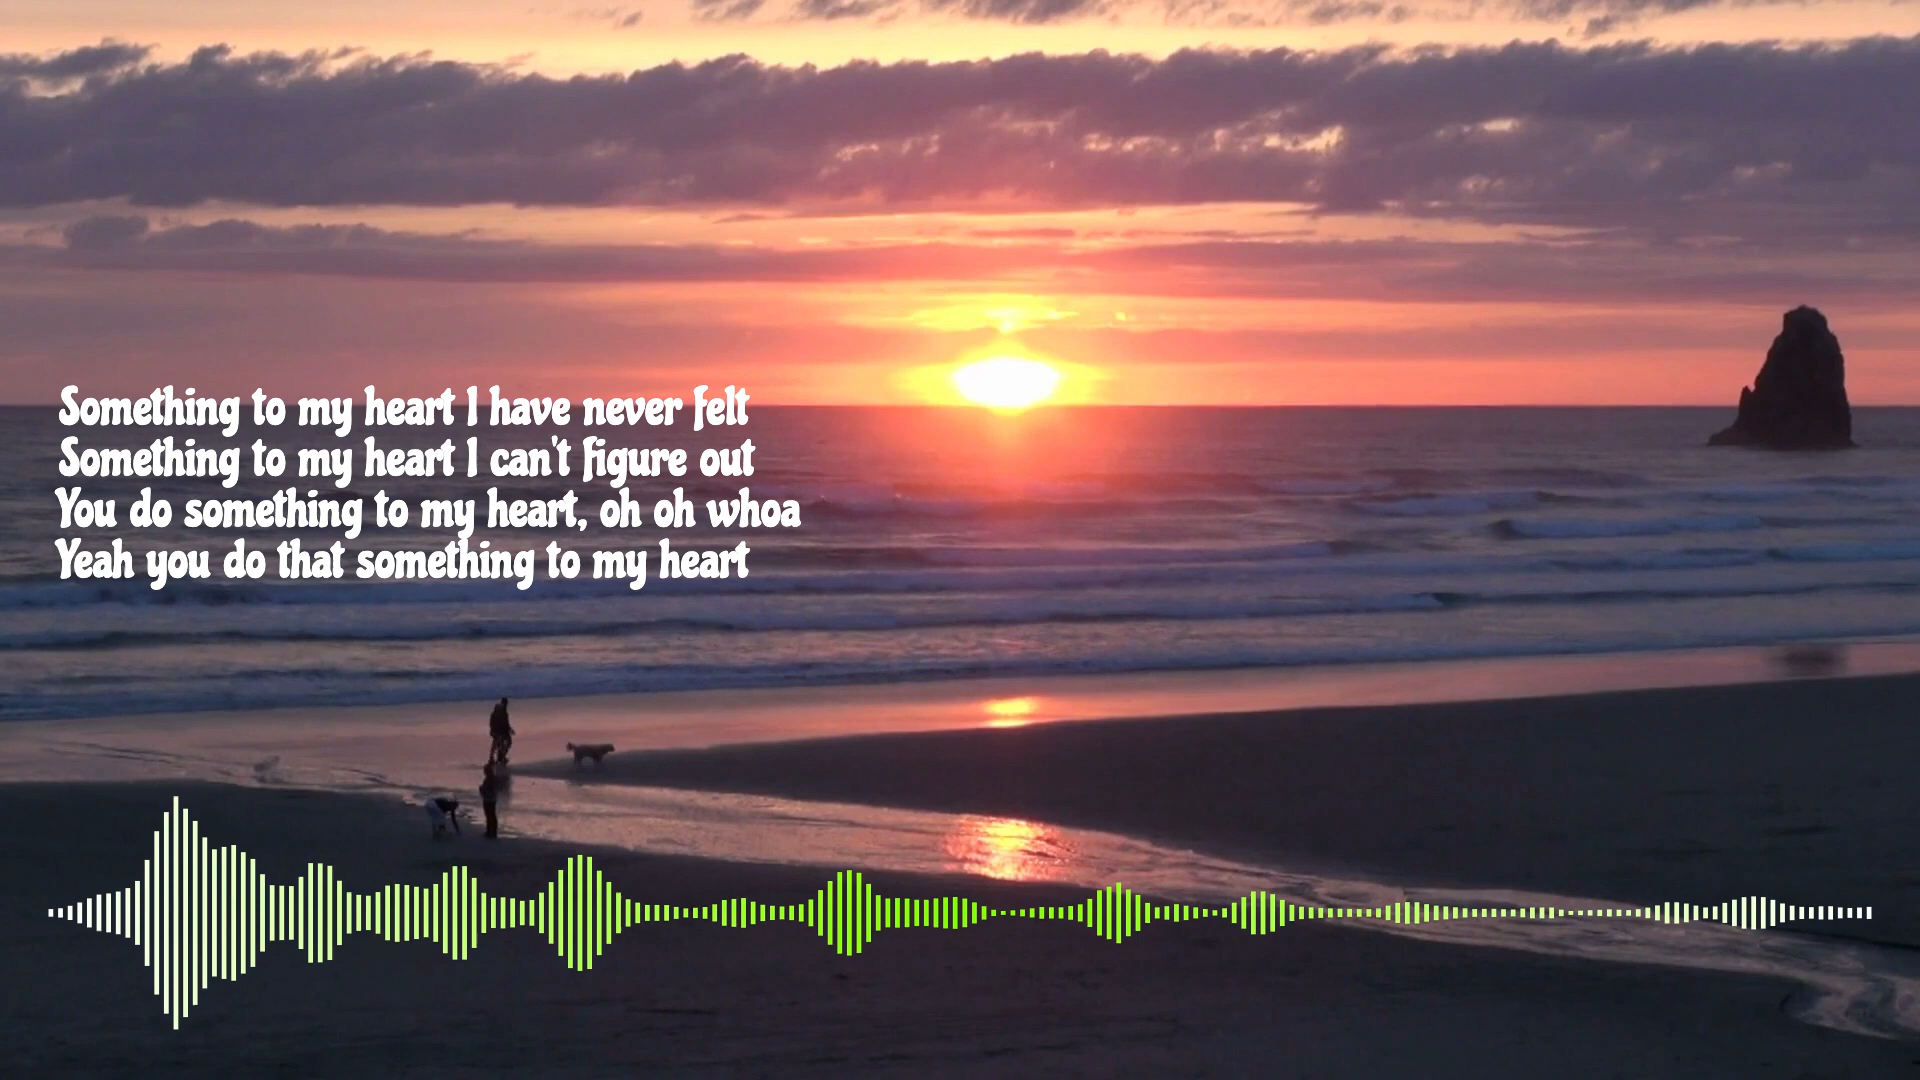 Something to my heart I have never felt
Something to my heart I can't figure out
You do something to my heart, oh oh whoa
Yeah you do that something to my heart